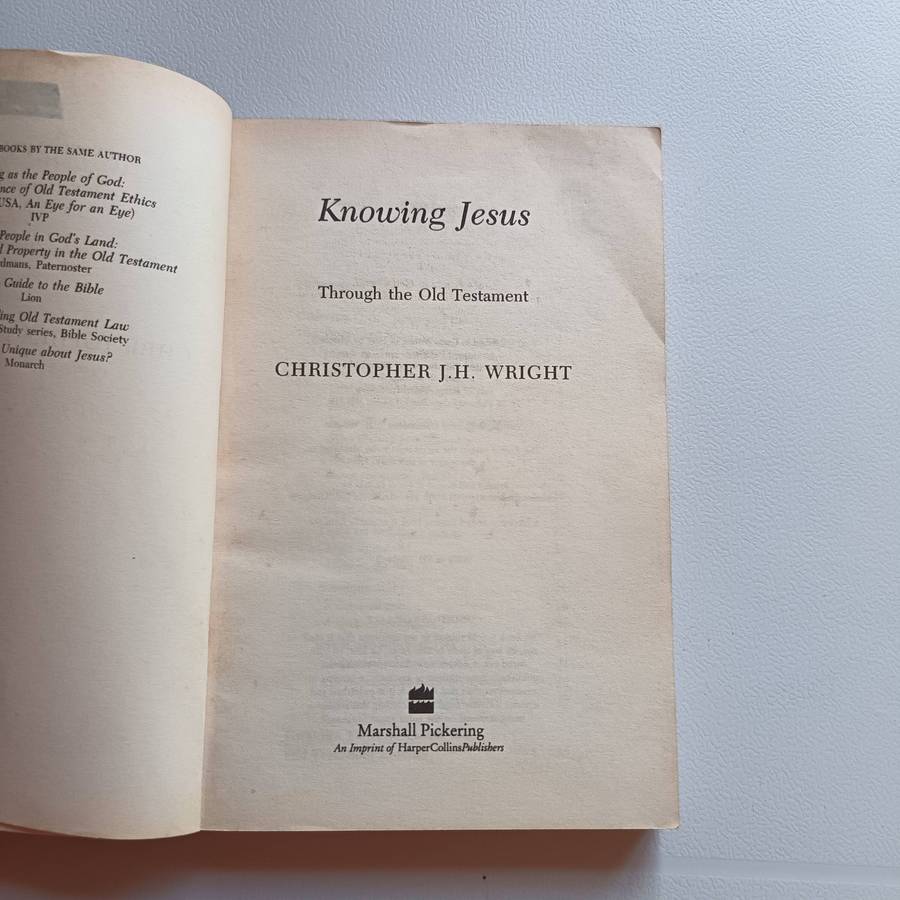 BOOKS BY THE SAME AUTHOR
as the People of God:
of Old Testament Ethics
USA, An Eye for an Eye)
IVP
People in God's Land:
Property in the Old Testament
Paternoster
Guide to the Bible
Lion
Old Testament Law
Study series, Bible Society
Unique about Jesus?
Monarch
Knowing Jesus
Through the Old Testament
CHRISTOPHER J.H. WRIGHT
Marshall Pickering
An Imprint of HarperCollinsPublishers